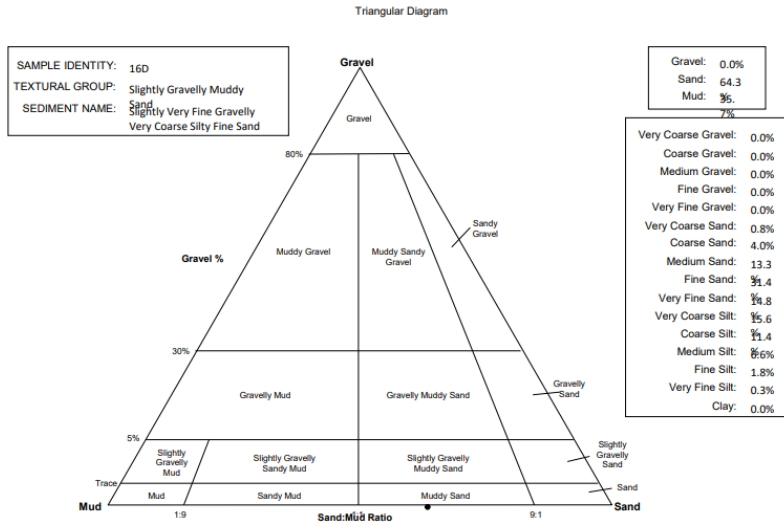 Triangular Diagram
SAMPLE IDENTITY: 16D
TEXTURAL GROUP: Slightly Gravelly Muddy
Sand
SEDIMENT NAME: Slightly Very Fine Gravelly
Very Coarse Silty Fine Sand
Gravel: 0.0%
Sand: 64.3
%
Mud: 35.
7%
Very Coarse Gravel: 0.0%
Coarse Gravel: 0.0%
Medium Gravel: 0.0%
Fine Gravel: 0.0%
Very Fine Gravel: 0.0%
Very Coarse Sand: 0.8%
Coarse Sand: 4.0%
Medium Sand: 13.3
%
Fine Sand: 31.4
%
Very Fine Sand: 14.8
%
Very Coarse Silt: 15.6
%
Coarse Silt: 11.4
%
Medium Silt: 6.6%
Fine Silt: 1.8%
Very Fine Silt: 0.3%
Clay: 0.0%
Gravel
Gravel
80%
Sandy
Gravel
Muddy Gravel
Muddy Sandy
Gravel
Gravel %
30%
Gravelly Mud
Gravelly Muddy Sand
Gravelly
Sand
5%
Slightly
Gravelly
Mud
Slightly Gravelly
Sandy Mud
Slightly Gravelly
Muddy Sand
Slightly
Gravelly
Sand
Trace
Mud
Mud
Sandy Mud
Muddy Sand
Sand
Sand
1:9
9:1
Sand:Mud Ratio